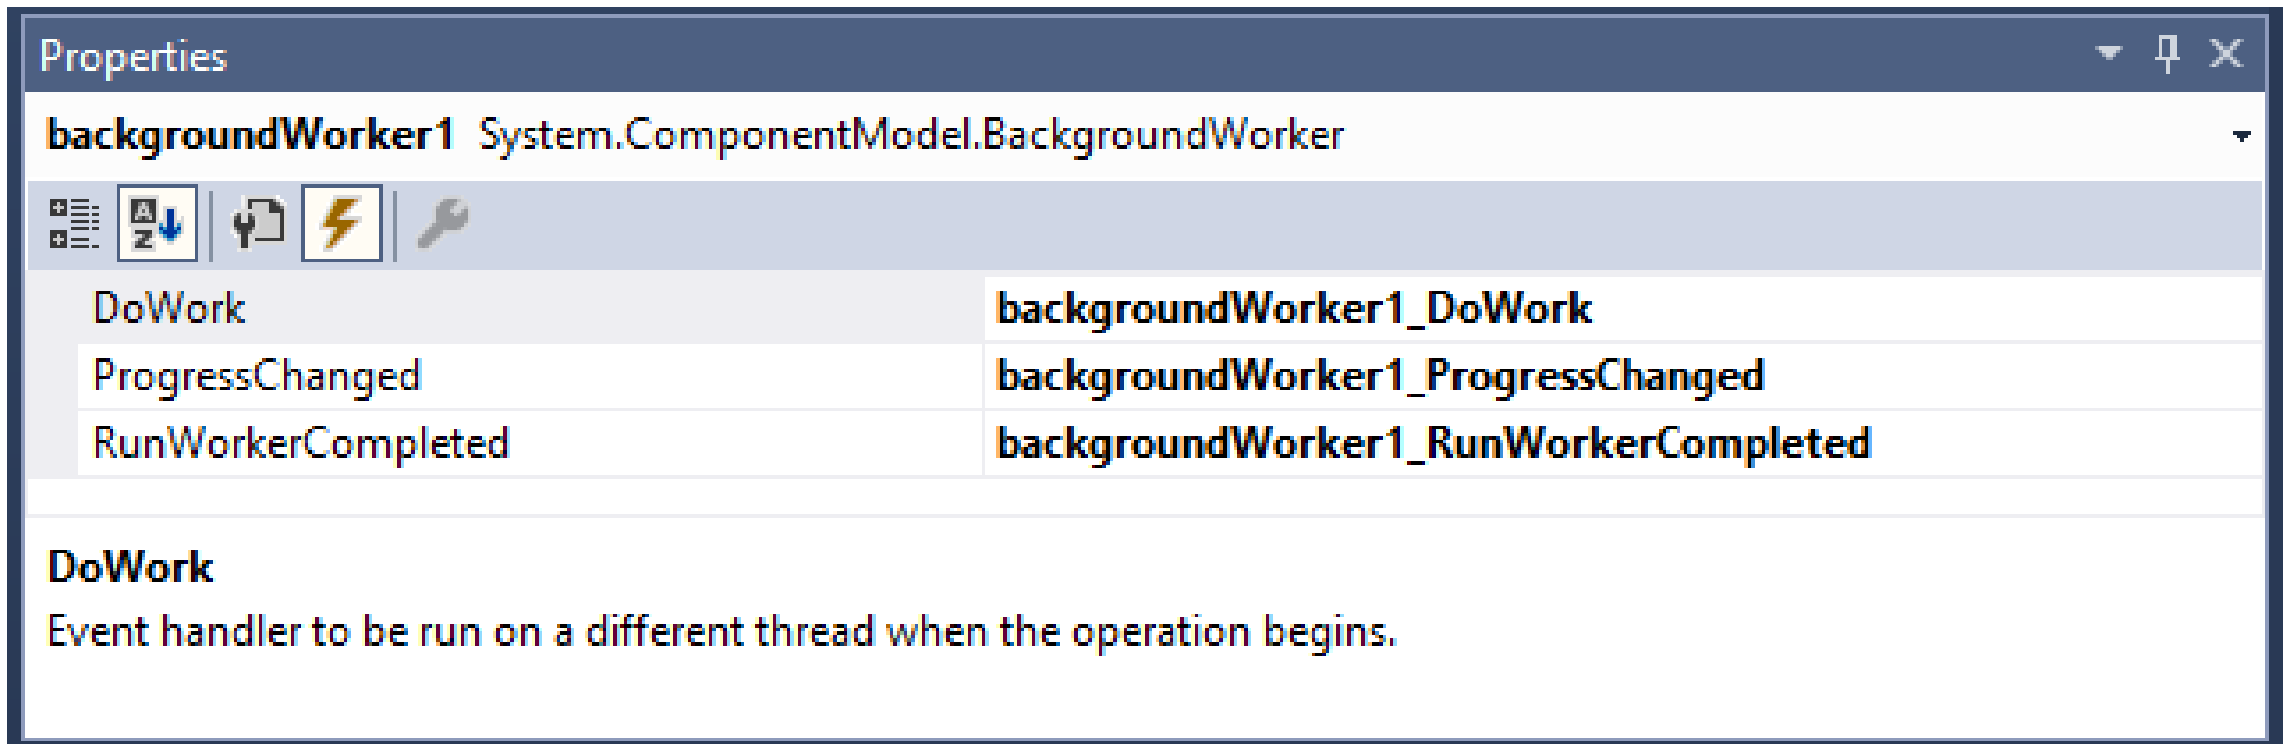 Properties
backgroundWorker1 System.ComponentModel.BackgroundWorker
DoWork backgroundWorker1_DoWork
ProgressChanged backgroundWorker1_ProgressChanged
RunWorkerCompleted backgroundWorker1_RunWorkerCompleted
DoWork
Event handler to be run on a different thread when the operation begins.